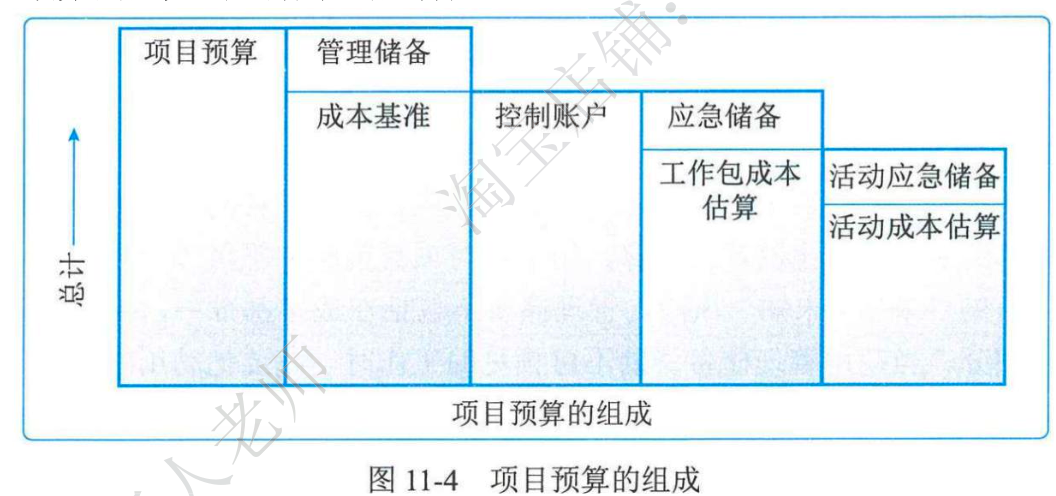 项目预算
管理储备
成本基准
控制账户
应急储备
工作包成本
估算
活动应急储备
活动成本估算
总计
项目预算的组成
图 11-4 项目预算的组成
淘宝店铺：
人老师